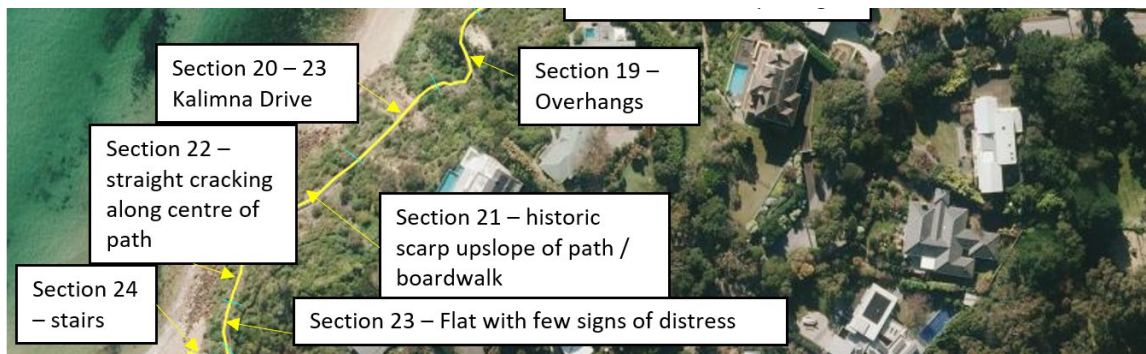 Section 20 – 23
Kalimna Drive
Section 19 –
Overhangs
Section 22 –
straight cracking
along centre of
path
Section 21 – historic
scarp upslope of path /
boardwalk
Section 24
– stairs
Section 23 – Flat with few signs of distress